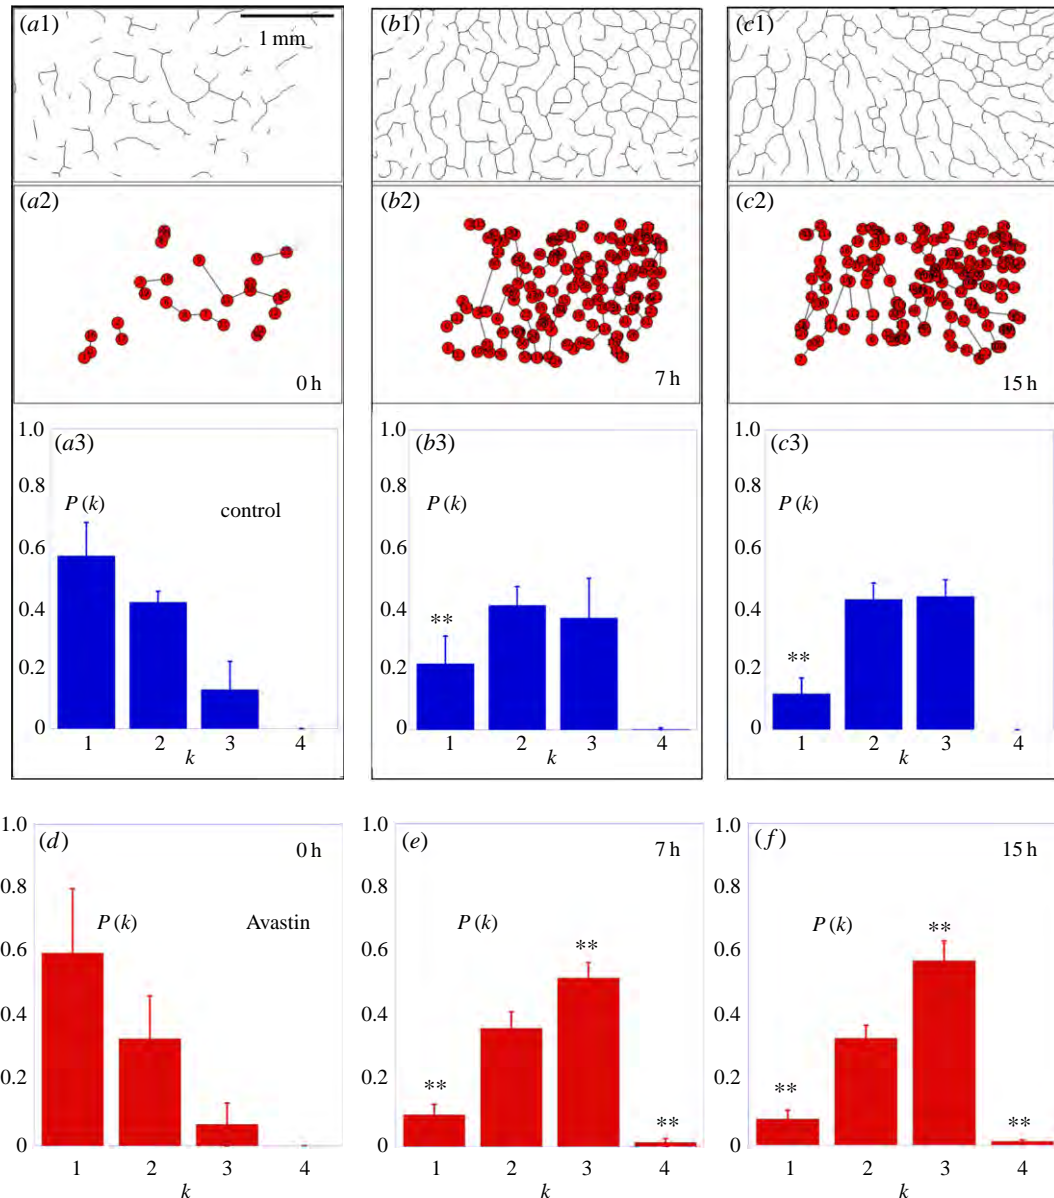 (a1)
1 mm
(b1)
(c1)
(a2)
0 h
(b2)
7 h
(c2)
15 h
(a3)
P (k)
control
1.0
0.8
0.6
0.4
0.2
0
1 2 3 4
k
(b3)
P (k)
**
1 2 3 4
k
1.0
0.8
0.6
0.4
0.2
0
(c3)
P (k)
**
1 2 3 4
k
1.0
0.8
0.6
0.4
0.2
0
(d)
0 h
P (k)
Avastin
1.0
0.8
0.6
0.4
0.2
0
1 2 3 4
k
(e)
7 h
P (k)
**
**
**
1.0
0.8
0.6
0.4
0.2
0
1 2 3 4
k
(f)
15 h
P (k)
**
**
**
1.0
0.8
0.6
0.4
0.2
0
1 2 3 4
k